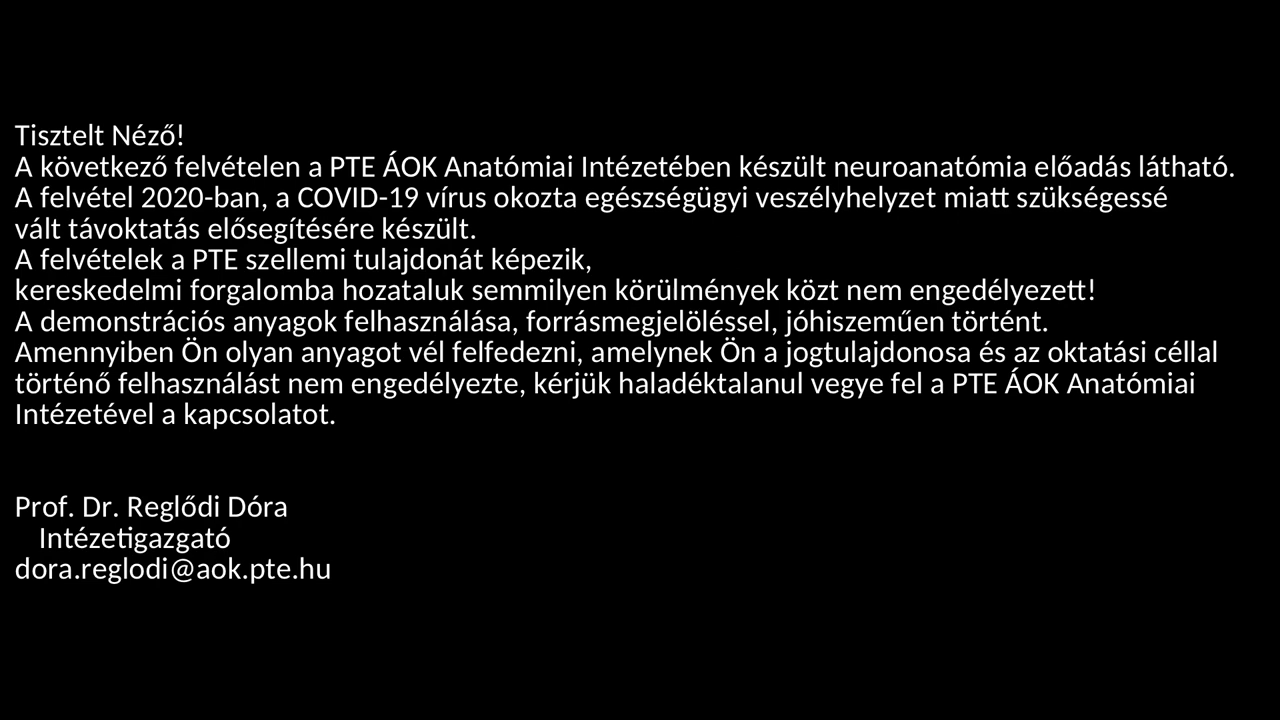 Tisztelt Néző!
A következő felvételen a PTE ÁOK Anatómiai Intézetében készült neuroanatómia előadás látható.
A felvétel 2020-ban, a COVID-19 vírus okozta egészségügyi veszélyhelyzet miatt szükségessé
vált távoktatás elősegítésére készült.
A felvételek a PTE szellemi tulajdonát képezik,
kereskedelmi forgalomba hozataluk semmilyen körülmények közt nem engedélyezett!
A demonstrációs anyagok felhasználása, forrásmegjelöléssel, jóhiszeműen történt.
Amennyiben Ön olyan anyagot vél felfedezni, amelynek Ön a jogtulajdonosa és az oktatási céllal
történő felhasználást nem engedélyezte, kérjük haladéktalanul vegye fel a PTE ÁOK Anatómiai
Intézetével a kapcsolatot.
Prof. Dr. Reglődi Dóra
Intézetigazgató
dora.reglodi@aok.pte.hu